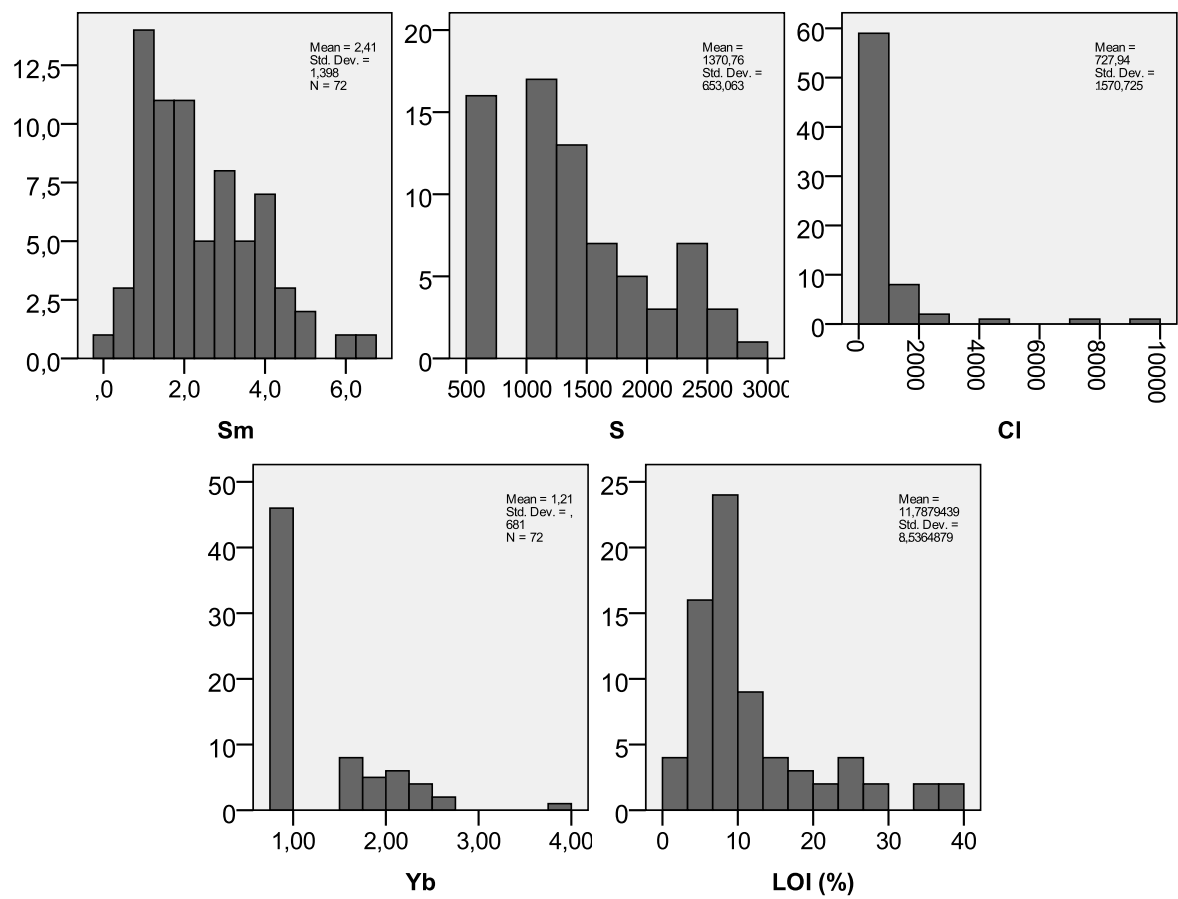 12,5
10,0
7,5
5,0
2,5
0,0
,0 2,0 4,0 6,0
Mean = 2,41
Std. Dev. =
1,398
N = 72
Sm
20
15
10
5
0
500 1000 1500 2000 2500 3000
Mean =
1370,76
Std. Dev. =
653,063
S
60
50
40
30
20
10
0
0 2000 4000 6000 8000 10000
Mean =
727,94
Std. Dev. =
1570,725
Cl
50
40
30
20
10
0
1,00 2,00 3,00 4,00
Mean = 1,21
Std. Dev. = ,
681
N = 72
Yb
25
20
15
10
5
0
0 10 20 30 40
Mean =
11,7879439
Std. Dev. =
8,5364879
LOI (%)